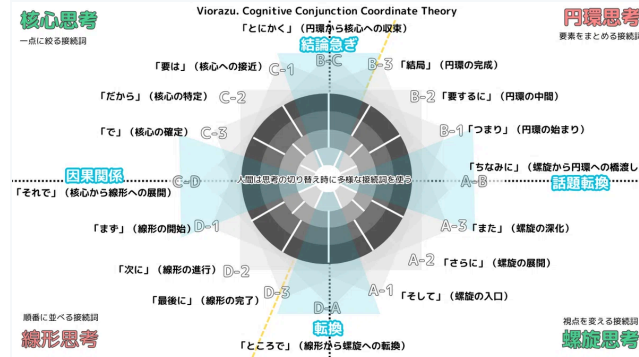 Viorazu. Cognitive Conjunction Coordinate Theory
核心思考
一点に絞る接続詞
円環思考
要素をまとめる接続詞
「とにかく」（円環から核心への収束）
結論急ぎ
B-C
「要は」（核心への接近）
C-1
B-3
「結局」（円環の完成）
「だから」（核心の特定）
C-2
B-2
「要するに」（円環の中間）
「で」（核心の確定）
C-3
B-1
「つまり」（円環の始まり）
「ちなみに」（螺旋から円環への橋渡し
因果関係
C-D
人間は思考の切り替え時に多様な接続詞を使う
A-B
話題転換
「それで」（核心から線形への展開）
「まず」（線形の開始）
D-1
A-3
「また」（螺旋の深化）
「次に」（線形の進行）
D-2
A-2
「さらに」（螺旋の展開）
「最後に」（線形の完了）
D-3
A-1
「そして」（螺旋の入口）
D-A
転換
「ところで」（線形から螺旋への転換）
順番に並べる接続詞
線形思考
視点を変える接続詞
螺旋思考